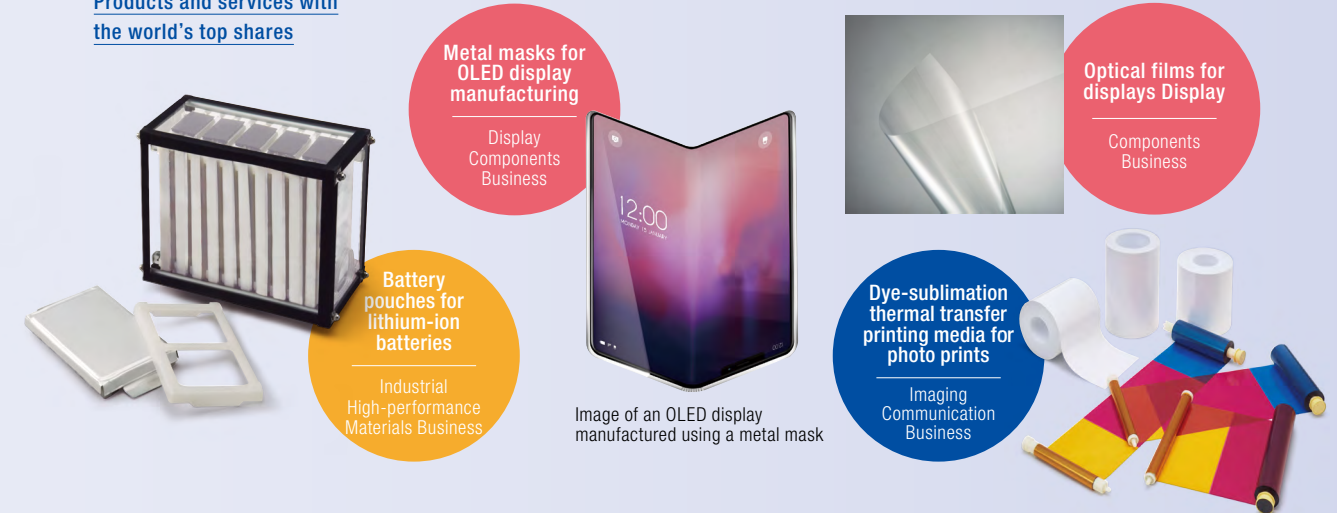 Products and services with
the world's top shares
Metal masks for
OLED display
manufacturing
Display
Components
Business
Optical films for
displays Display
Components
Business
12:00
MONDAY 15 JANUARY
Battery
pouches for
lithium-ion
batteries
Industrial
High-performance
Materials Business
Image of an OLED display
manufactured using a metal mask
Dye-sublimation
thermal transfer
printing media for
photo prints
Imaging
Communication
Business